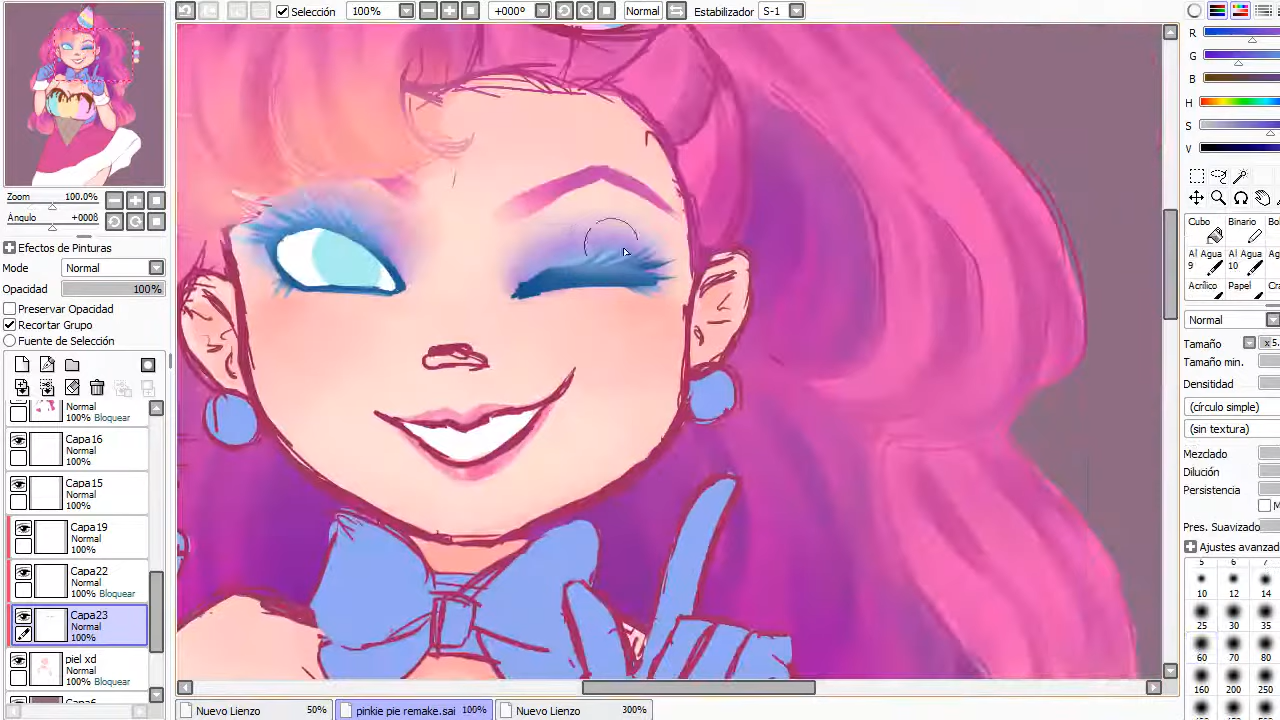 Selección 100% +000º Normal Estabilizador S-1
Zoom 100.0%
Ángulo +000ß
Efectos de Pinturas
Modo Normal
Opacidad 100%
Preservar Opacidad
Recortar Grupo
Fuente de Selección
Normal
100% Bloquear
Capa16
Normal
100%
Capa15
Normal
100%
Capa19
Normal
100%
Capa22
Normal
100% Bloquear
Capa23
Normal
100%
piel xd
Normal
100% Bloquear
Nuevo Lienzo 50%
pinkie pie remake.sai 100%
Nuevo Lienzo 300%
R
G
B
H
S
V
Cubo Binario
Al Agua Al Agua
9 10
Acrílico Papel
Normal
Tamaño x 5.
Tamaño min.
Densidad
(círculo simple)
(sin textura)
Mezclado
Dilución
Persistencia
Pres. Suavizado
Ajustes avanzad
5 6 7
10 12 14
25 30 35
60 70 80
160 200 250